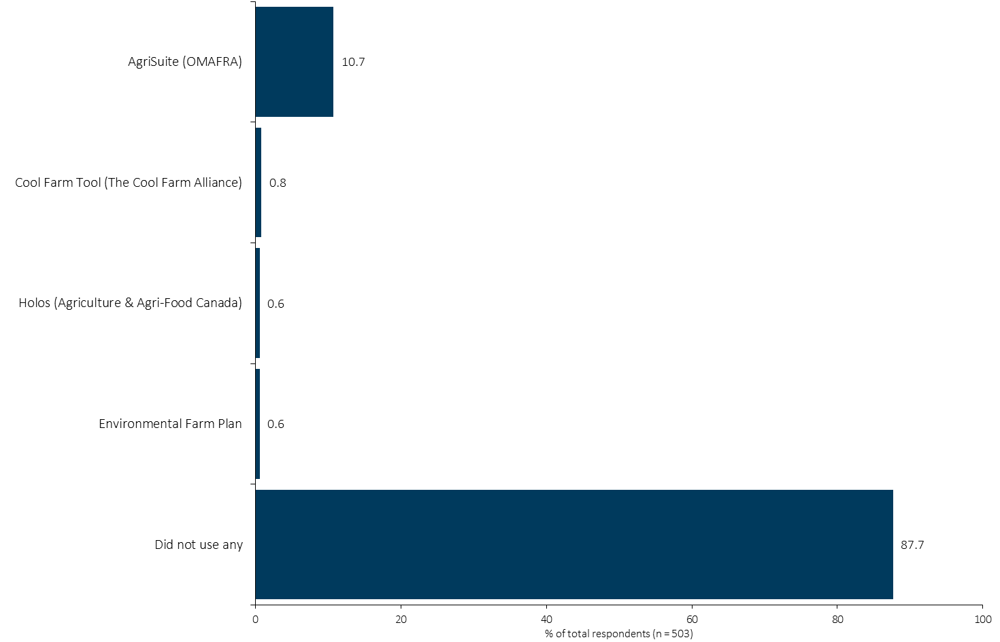 AgriSuite (OMAFRA)
10.7
Cool Farm Tool (The Cool Farm Alliance)
0.8
Holos (Agriculture & Agri-Food Canada)
0.6
Environmental Farm Plan
0.6
Did not use any
87.7
0 20 40 60 80 100
% of total respondents (n = 503)